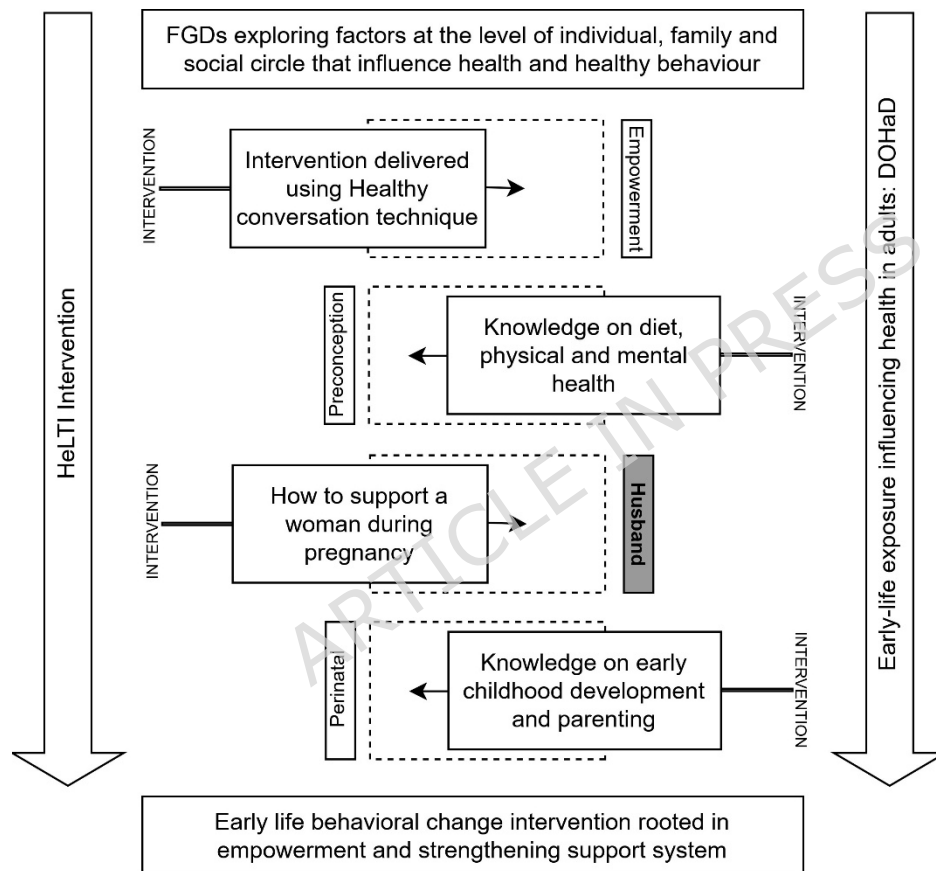 FGDs exploring factors at the level of individual, family and
social circle that influence health and healthy behaviour
HeLTI Intervention
Early-life exposure influencing health in adults: DOHaD
INTERVENTION
Intervention delivered
using Healthy
conversation technique
Empowerment
Preconception
Knowledge on diet,
physical and mental
health
INTERVENTION
INTERVENTION
How to support a
woman during
pregnancy
Husband
Perinatal
Knowledge on early
childhood development
and parenting
INTERVENTION
ARTICLE IN PRESS
Early life behavioral change intervention rooted in
empowerment and strengthening support system